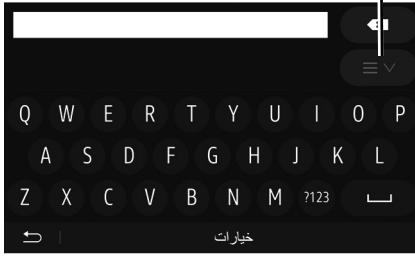 Q W E R T Y U I O P
A S D F G H J K L
Z X C V B N M ?123
خيارات